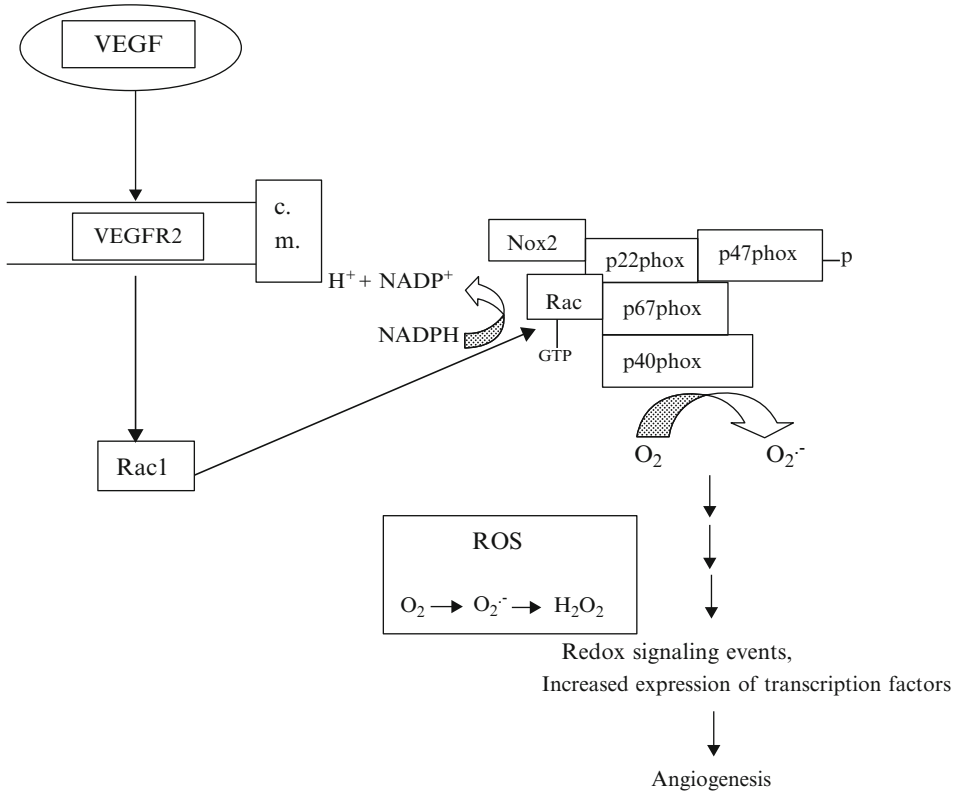 VEGF
VEGFR2
c.
m.
Rac1
H⁺ + NADP⁺
NADPH
Nox2
p22phox
p47phox
p
Rac
GTP
p67phox
p40phox
O₂
O₂·⁻
ROS
O₂ → O₂·⁻ → H₂O₂
Redox signaling events,
Increased expression of transcription factors
Angiogenesis